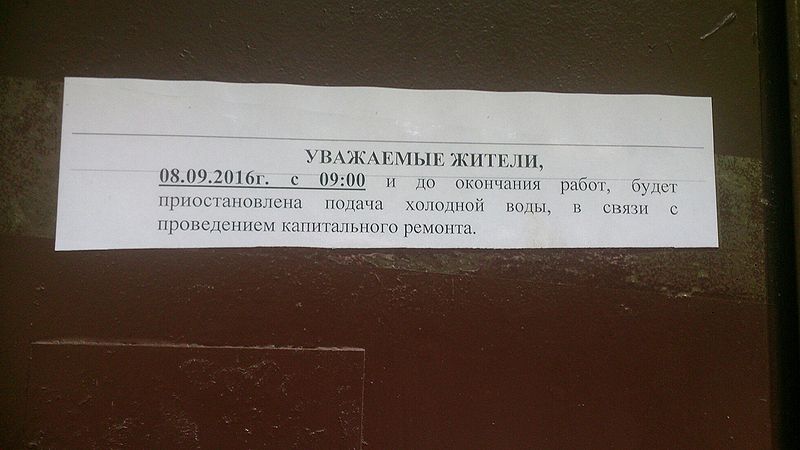 УВАЖАЕМЫЕ ЖИТЕЛИ,
08.09.2016г. с 09:00 и до окончания работ, будет
приостановлена подача холодной воды, в связи с
проведением капитального ремонта.